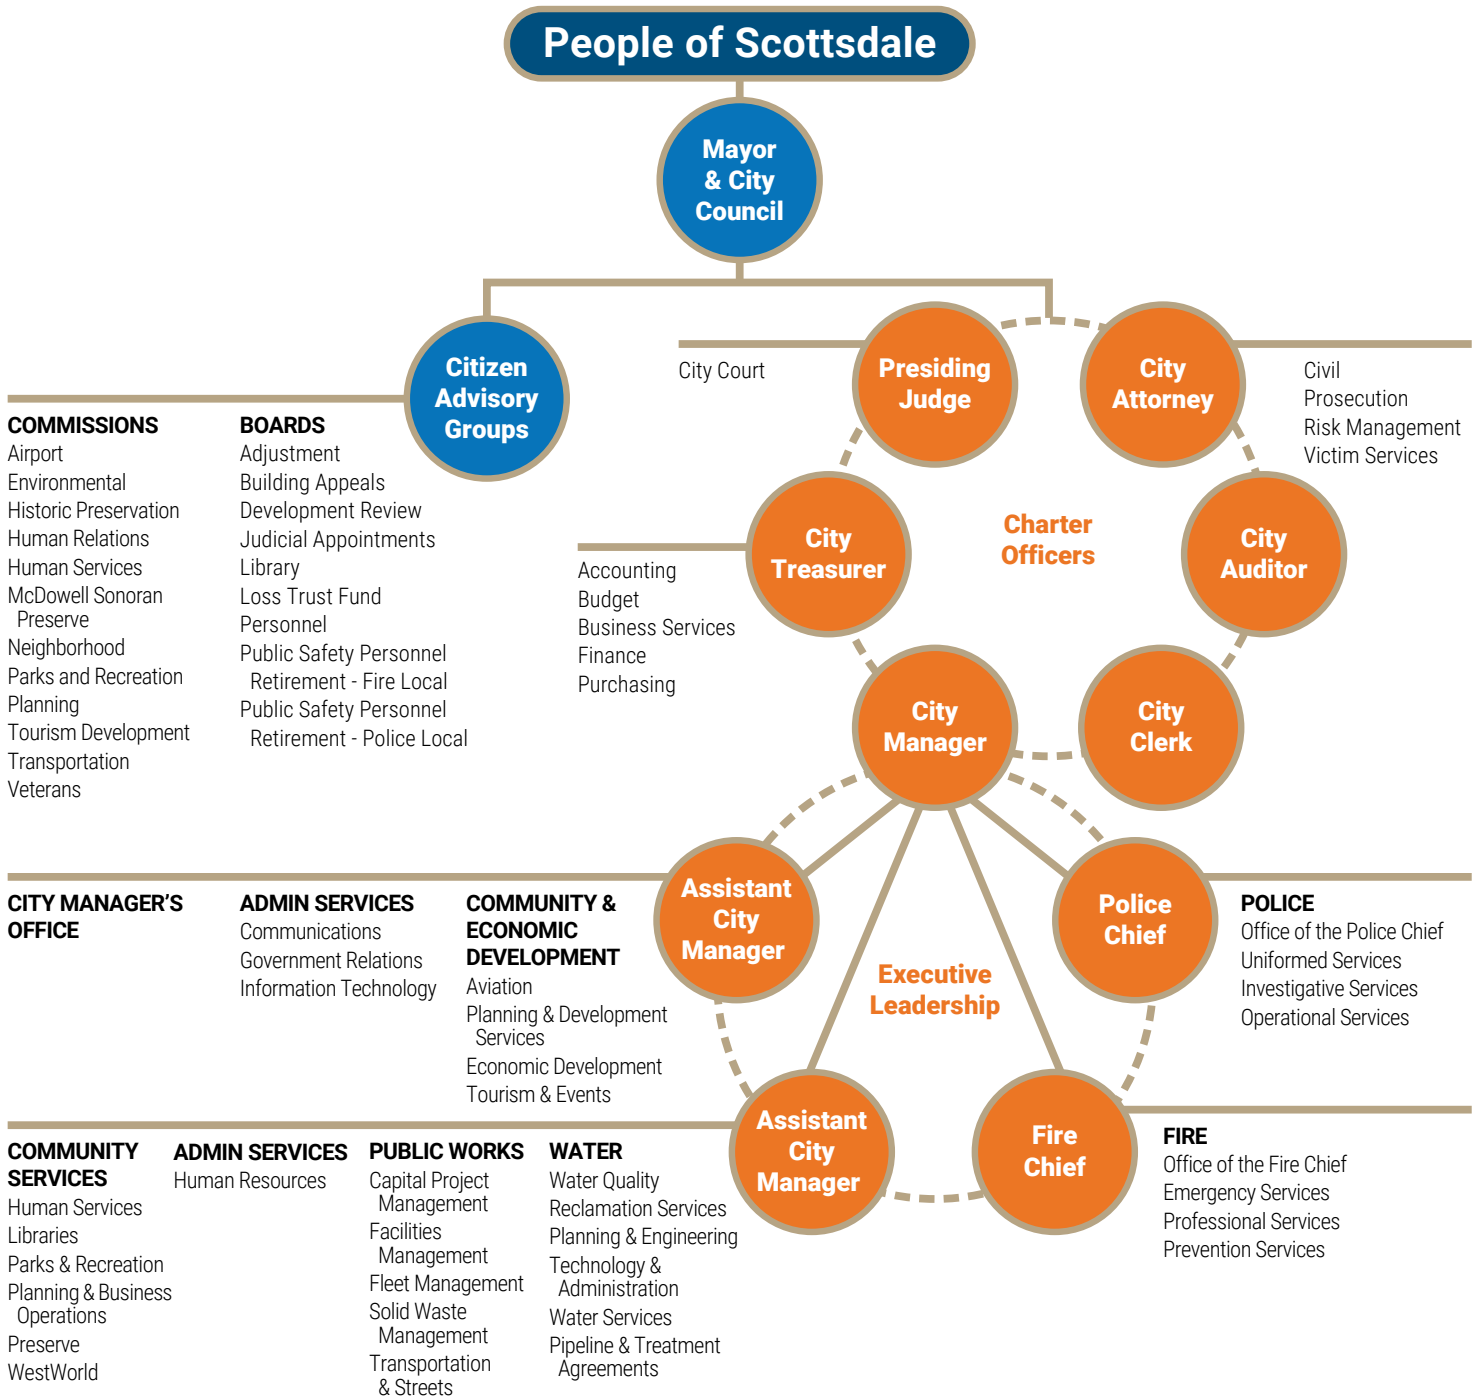 People of Scottsdale
Mayor
& City
Council
Citizen
Advisory
Groups
COMMISSIONS
Airport
Environmental
Historic Preservation
Human Relations
Human Services
McDowell Sonoran
Preserve
Neighborhood
Parks and Recreation
Planning
Tourism Development
Transportation
Veterans
BOARDS
Adjustment
Building Appeals
Development Review
Judicial Appointments
Library
Loss Trust Fund
Personnel
Public Safety Personnel
Retirement - Fire Local
Public Safety Personnel
Retirement - Police Local
City Court
Presiding
Judge
City
Attorney
Civil
Prosecution
Risk Management
Victim Services
Charter
Officers
City
Treasurer
Accounting
Budget
Business Services
Finance
Purchasing
City
Auditor
City
Manager
City
Clerk
CITY MANAGER'S
OFFICE
ADMIN SERVICES
Communications
Government Relations
Information Technology
COMMUNITY &
ECONOMIC
DEVELOPMENT
Aviation
Planning & Development
Services
Economic Development
Tourism & Events
Assistant
City
Manager
Executive
Leadership
Police
Chief
POLICE
Office of the Police Chief
Uniformed Services
Investigative Services
Operational Services
COMMUNITY
SERVICES
Human Services
Libraries
Parks & Recreation
Planning & Business
Operations
Preserve
WestWorld
ADMIN SERVICES
Human Resources
PUBLIC WORKS
Capital Project
Management
Facilities
Management
Fleet Management
Solid Waste
Management
Transportation
& Streets
WATER
Water Quality
Reclamation Services
Planning & Engineering
Technology &
Administration
Water Services
Pipeline & Treatment
Agreements
Assistant
City
Manager
Fire
Chief
FIRE
Office of the Fire Chief
Emergency Services
Professional Services
Prevention Services